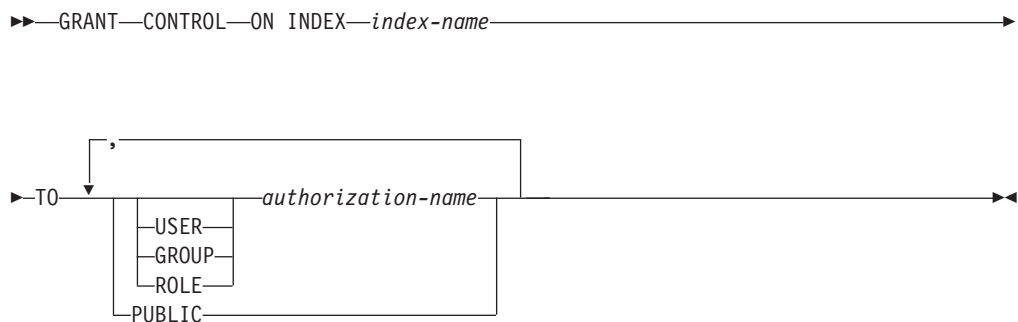 GRANT CONTROL ON INDEX index-name
,
TO authorization-name
USER
GROUP
ROLE
PUBLIC